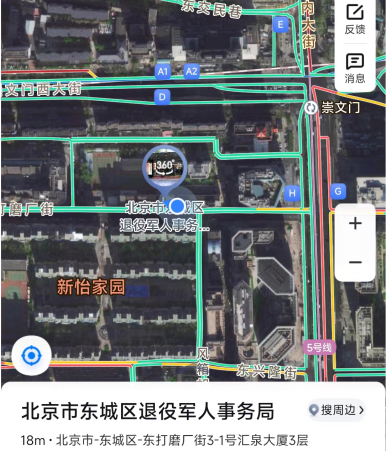 东交民巷
内大街
反馈
E
消息
A1
A2
文门西大街
D
崇文门
360°
H
G
北京市东城区
退役军人事务...
打磨厂街
+
−
新怡家园
5号线
风箱
东兴隆街
北京市东城区退役军人事务局
搜周边
18m·北京市-东城区-东打磨厂街3-1号汇泉大厦3层